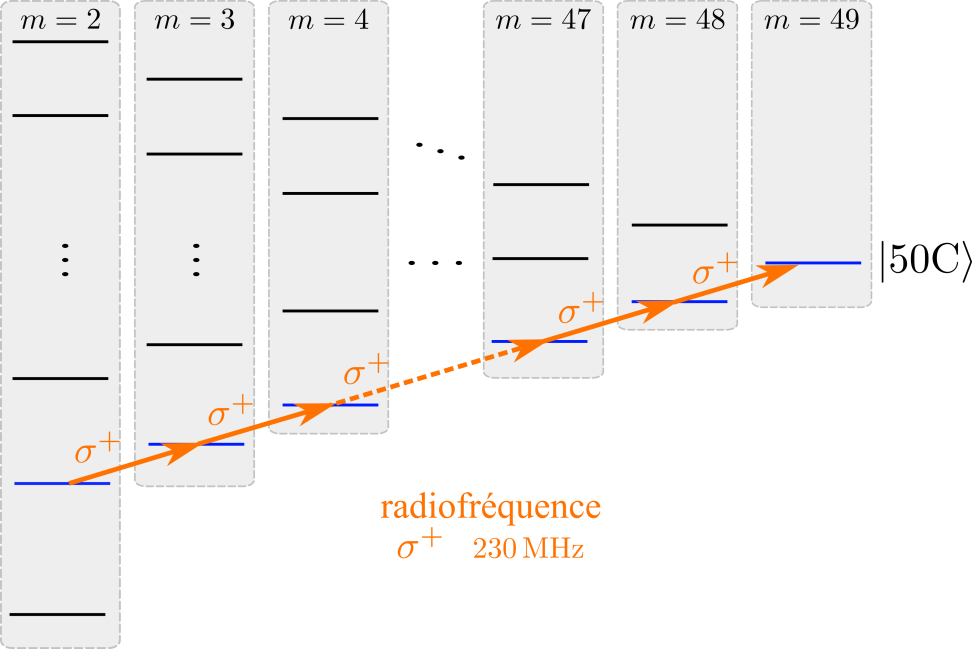 m = 2 m = 3 m = 4 m = 47 m = 48 m = 49
|50C⟩
σ⁺
σ⁺
σ⁺
σ⁺
σ⁺
radiofréquence
σ⁺ 230 MHz